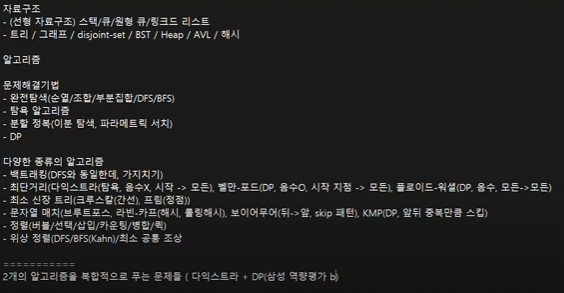 자료구조
- (선형 자료구조) 스택/큐/원형 큐/링크드 리스트
- 트리 / 그래프 / disjoint-set / BST / Heap / AVL / 해시
알고리즘
문제해결기법
- 완전탐색(순열/조합/부분집합/DFS/BFS)
- 탐욕 알고리즘
- 분할 정복(이분 탐색, 파라메트릭 서치)
- DP
다양한 종류의 알고리즘
- 백트래킹(DFS와 동일한데, 가지치기)
- 최단거리(다익스트라(탐욕, 음수X, 시작 -> 모든), 벨만-포드(DP, 음수O, 시작 지점 -> 모든), 플로이드-워셜(DP, 음수, 모든->모든)
- 최소 신장 트리(크루스칼(간선), 프림(정점))
- 문자열 매치(브루트포스, 라빈-카프(해시, 롤링해시), 보이어무어(뒤->앞, skip 패턴), KMP(DP, 앞뒤 중복만큼 스킵)
- 정렬(버블/선택/삽입/카운팅/병합/퀵)
- 위상 정렬(DFS/BFS(Kahn)/최소 공통 조상
===========
2개의 알고리즘을 복합적으로 푸는 문제들 ( 다익스트라 + DP(삼성 역량평가 b)